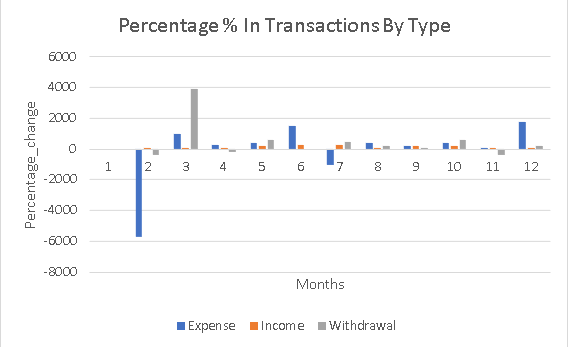 Percentage % In Transactions By Type
6000
4000
2000
0
-2000
-4000
-6000
-8000
Percentage_change
1 2 3 4 5 6 7 8 9 10 11 12
Months
Expense Income Withdrawal